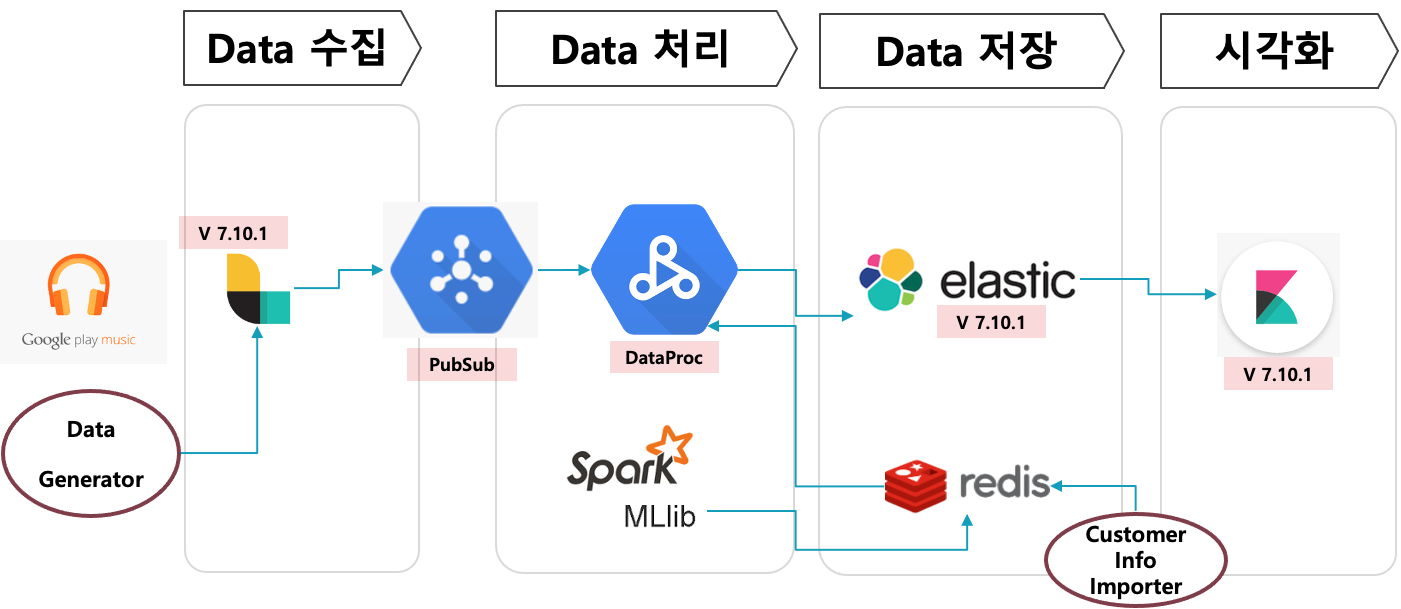 Data 수집
Data 처리
Data 저장
시각화
V 7.10.1
Google play music
Data
Generator
PubSub
DataProc
Spark
MLlib
elastic
V 7.10.1
redis
Customer
Info
Importer
V 7.10.1